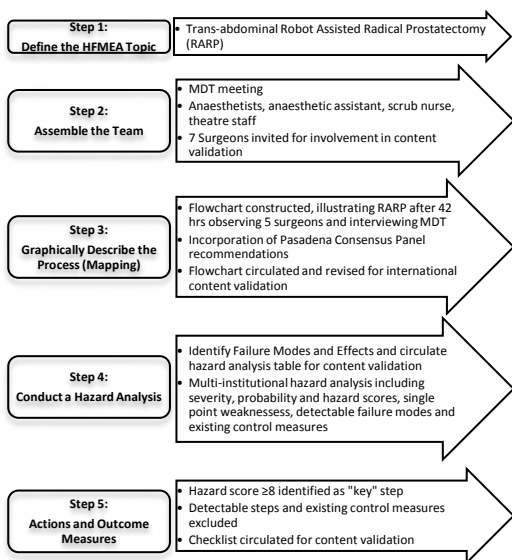 Step 1:
Define the HFMEA Topic
• Trans-abdominal Robot Assisted Radical Prostatectomy
(RARP)
Step 2:
Assemble the Team
• MDT meeting
• Anaesthetists, anaesthetic assistant, scrub nurse,
theatre staff
• 7 Surgeons invited for involvement in content
validation
Step 3:
Graphically Describe the
Process (Mapping)
• Flowchart constructed, illustrating RARP after 42
hrs observing 5 surgeons and interviewing MDT
• Incorporation of Pasadena Consensus Panel
recommendations
• Flowchart circulated and revised for international
content validation
Step 4:
Conduct a Hazard Analysis
• Identify Failure Modes and Effects and circulate
hazard analysis table for content validation
• Multi-institutional hazard analysis including
severity, probability and hazard scores, single
point weaknessess, detectable failure modes and
existing control measures
Step 5:
Actions and Outcome
Measures
• Hazard score ≥8 identified as "key" step
• Detectable steps and existing control measures
excluded
• Checklist circulated for content validation